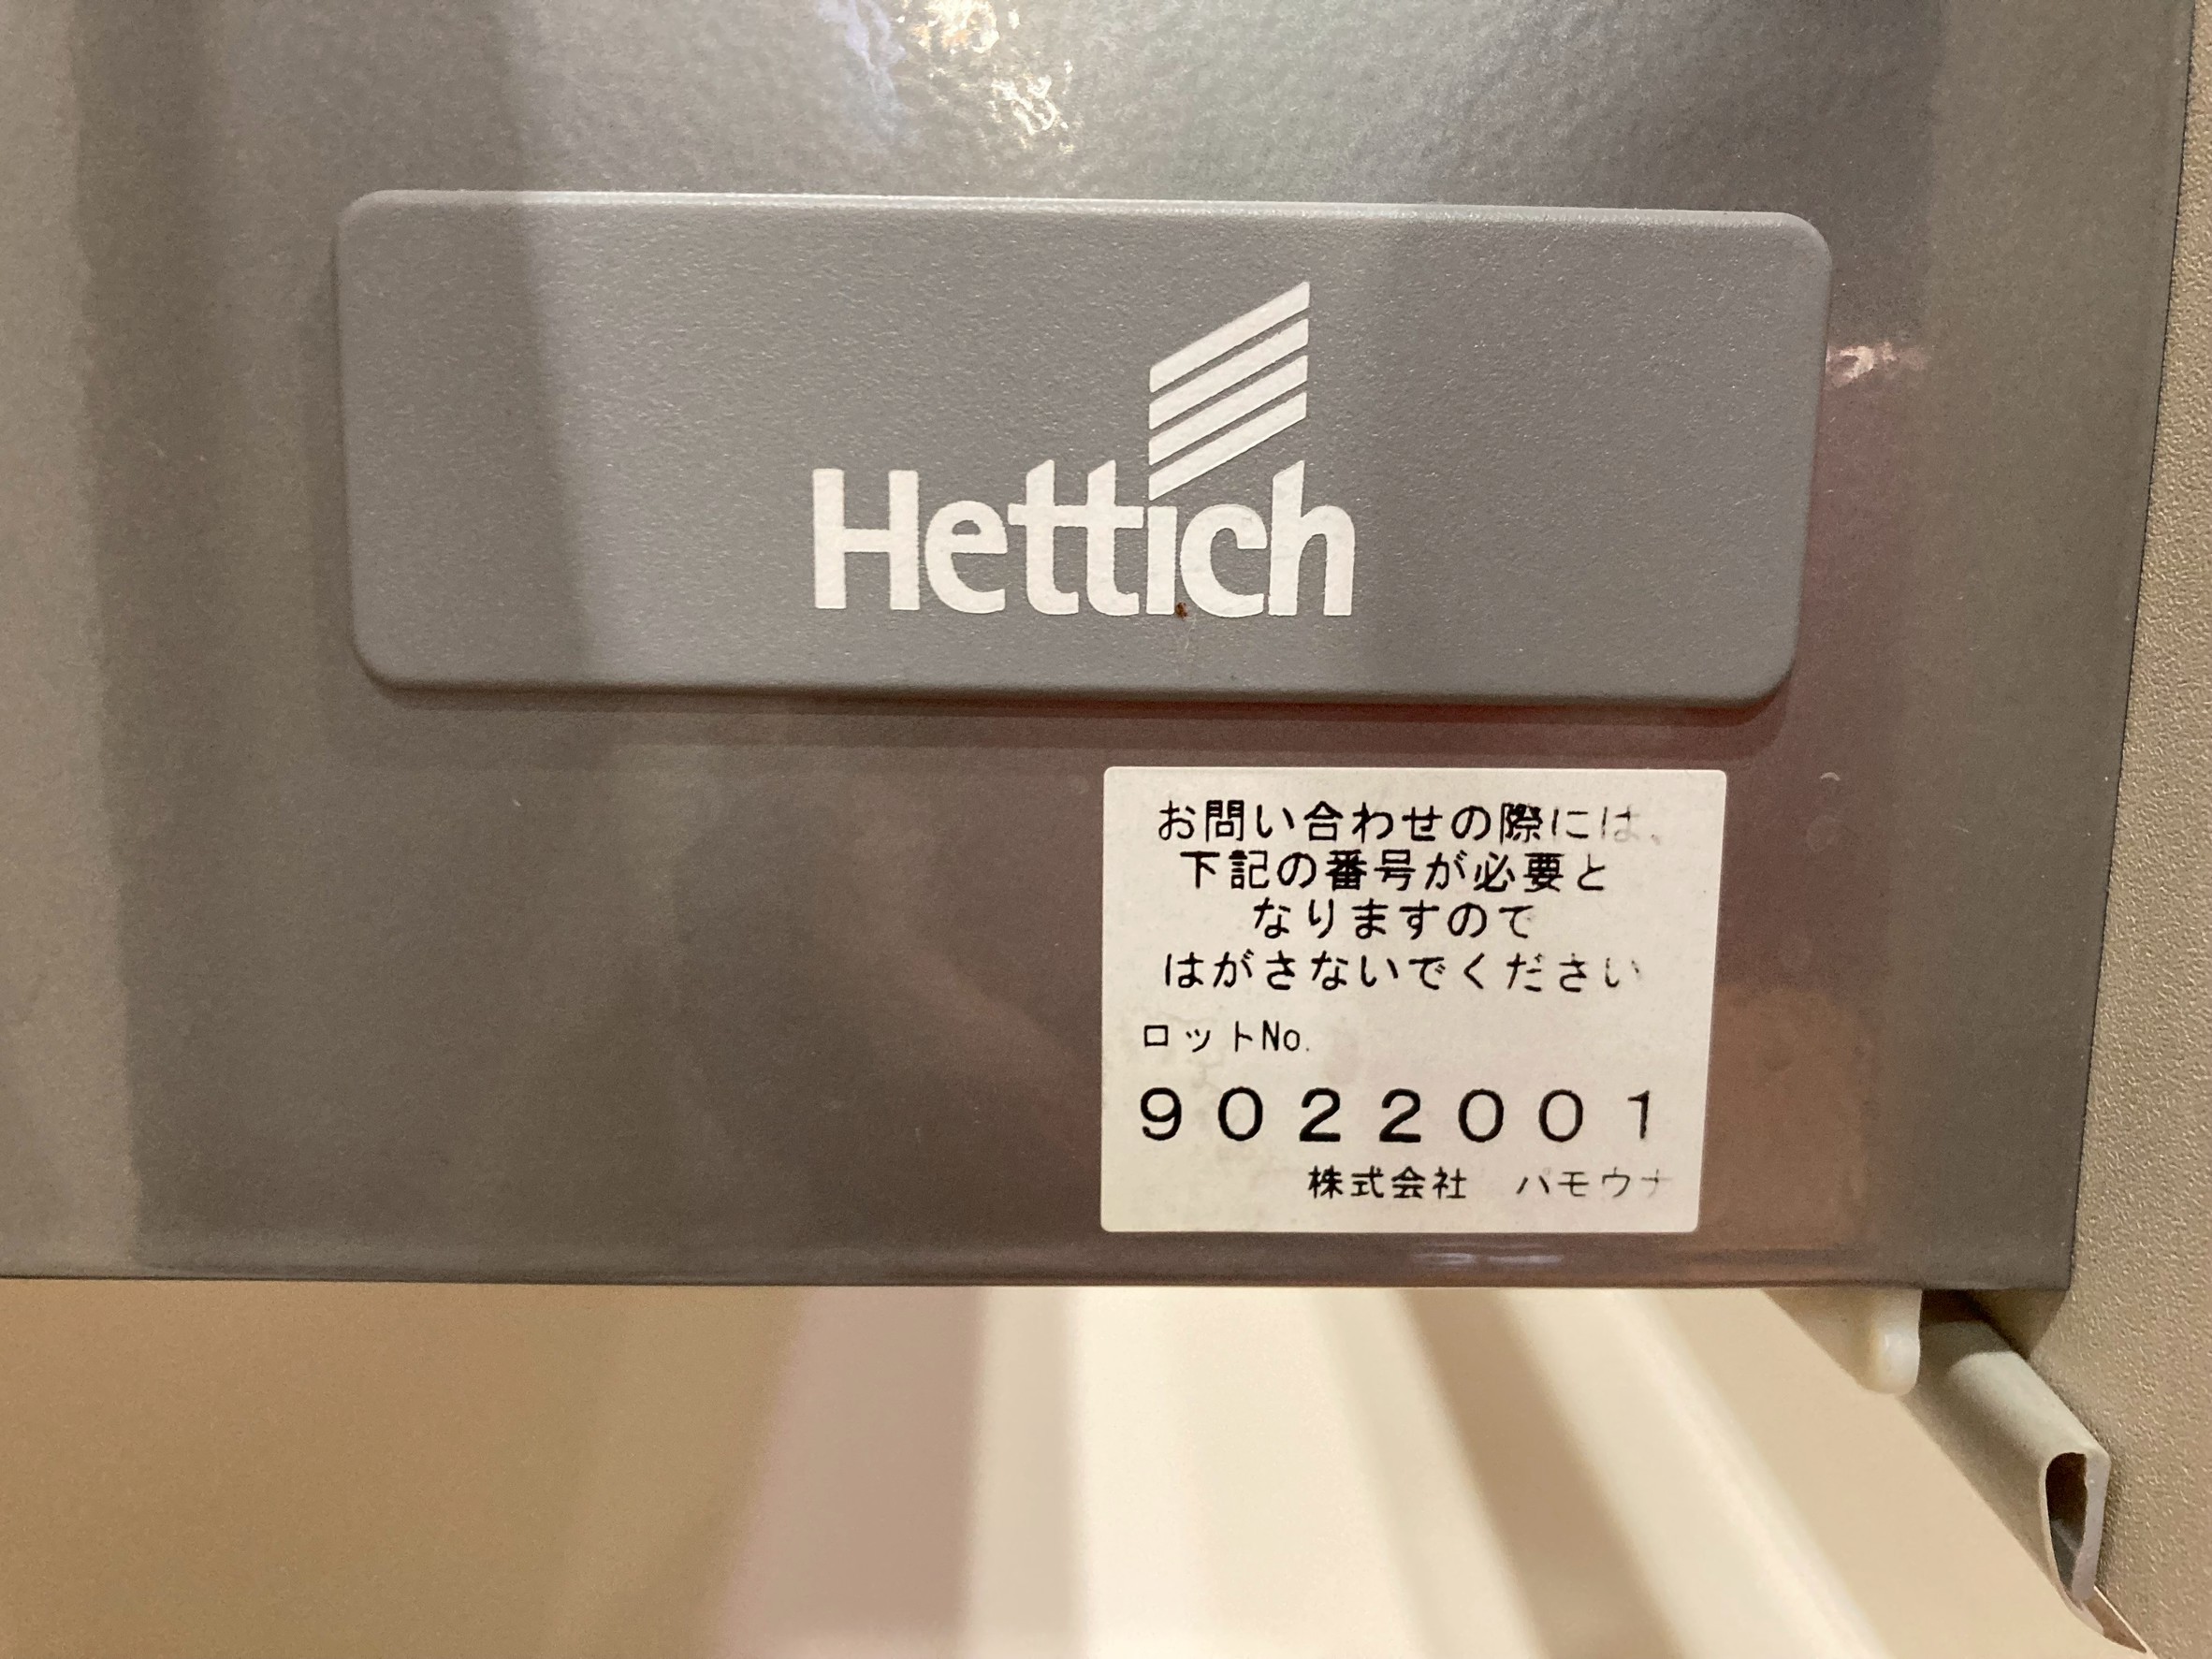 Hettich
お問い合わせの際には、
下記の番号が必要と
なりますので
はがさないでください
ロットNo.
9022001
株式会社　パモウナ